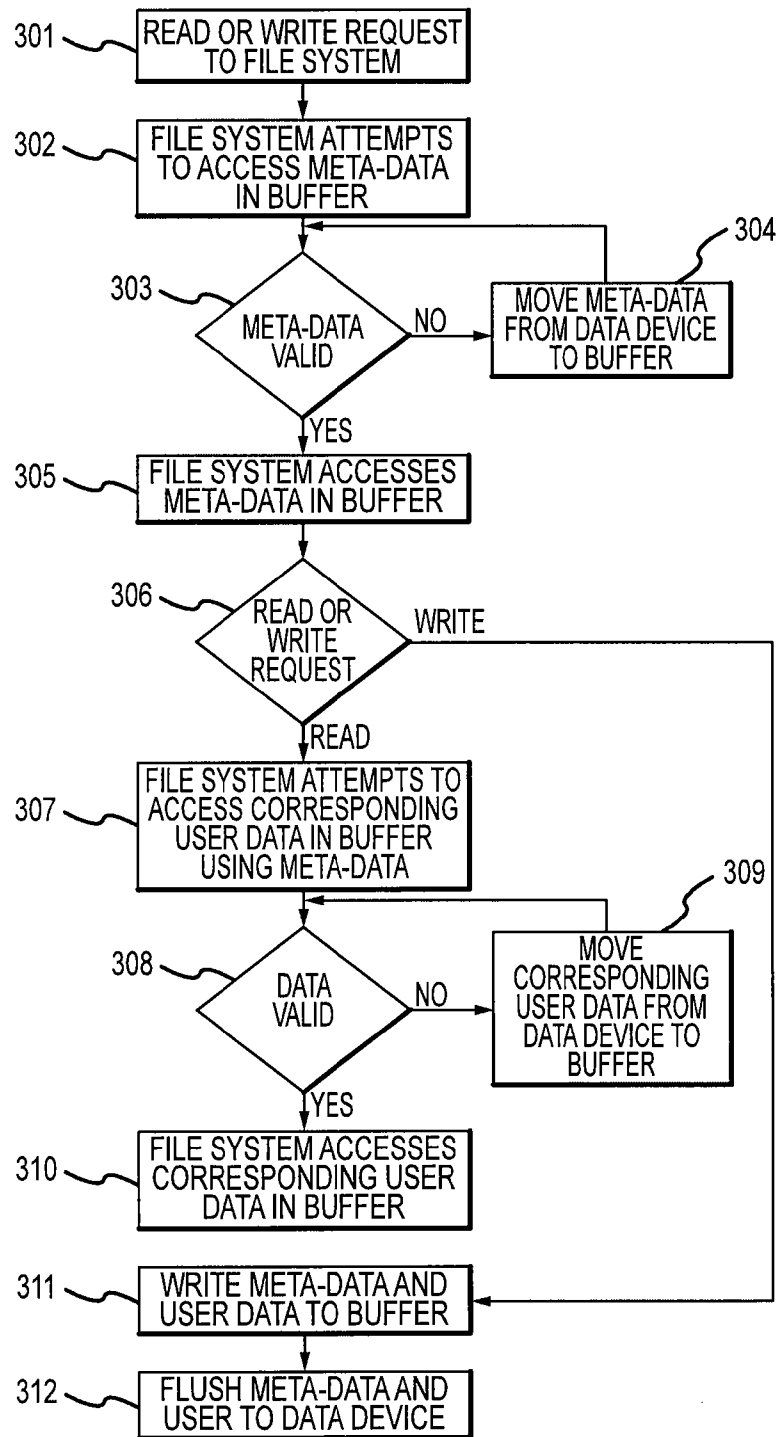 301
READ OR WRITE REQUEST
TO FILE SYSTEM
302
FILE SYSTEM ATTEMPTS
TO ACCESS META-DATA
IN BUFFER
303
META-DATA
VALID
NO
304
MOVE META-DATA
FROM DATA DEVICE
TO BUFFER
YES
305
FILE SYSTEM ACCESSES
META-DATA IN BUFFER
306
READ OR
WRITE
REQUEST
WRITE
READ
307
FILE SYSTEM ATTEMPTS TO
ACCESS CORRESPONDING
USER DATA IN BUFFER
USING META-DATA
308
DATA
VALID
NO
309
MOVE
CORRESPONDING
USER DATA FROM
DATA DEVICE TO
BUFFER
YES
310
FILE SYSTEM ACCESSES
CORRESPONDING USER
DATA IN BUFFER
311
WRITE META-DATA AND
USER DATA TO BUFFER
312
FLUSH META-DATA AND
USER TO DATA DEVICE